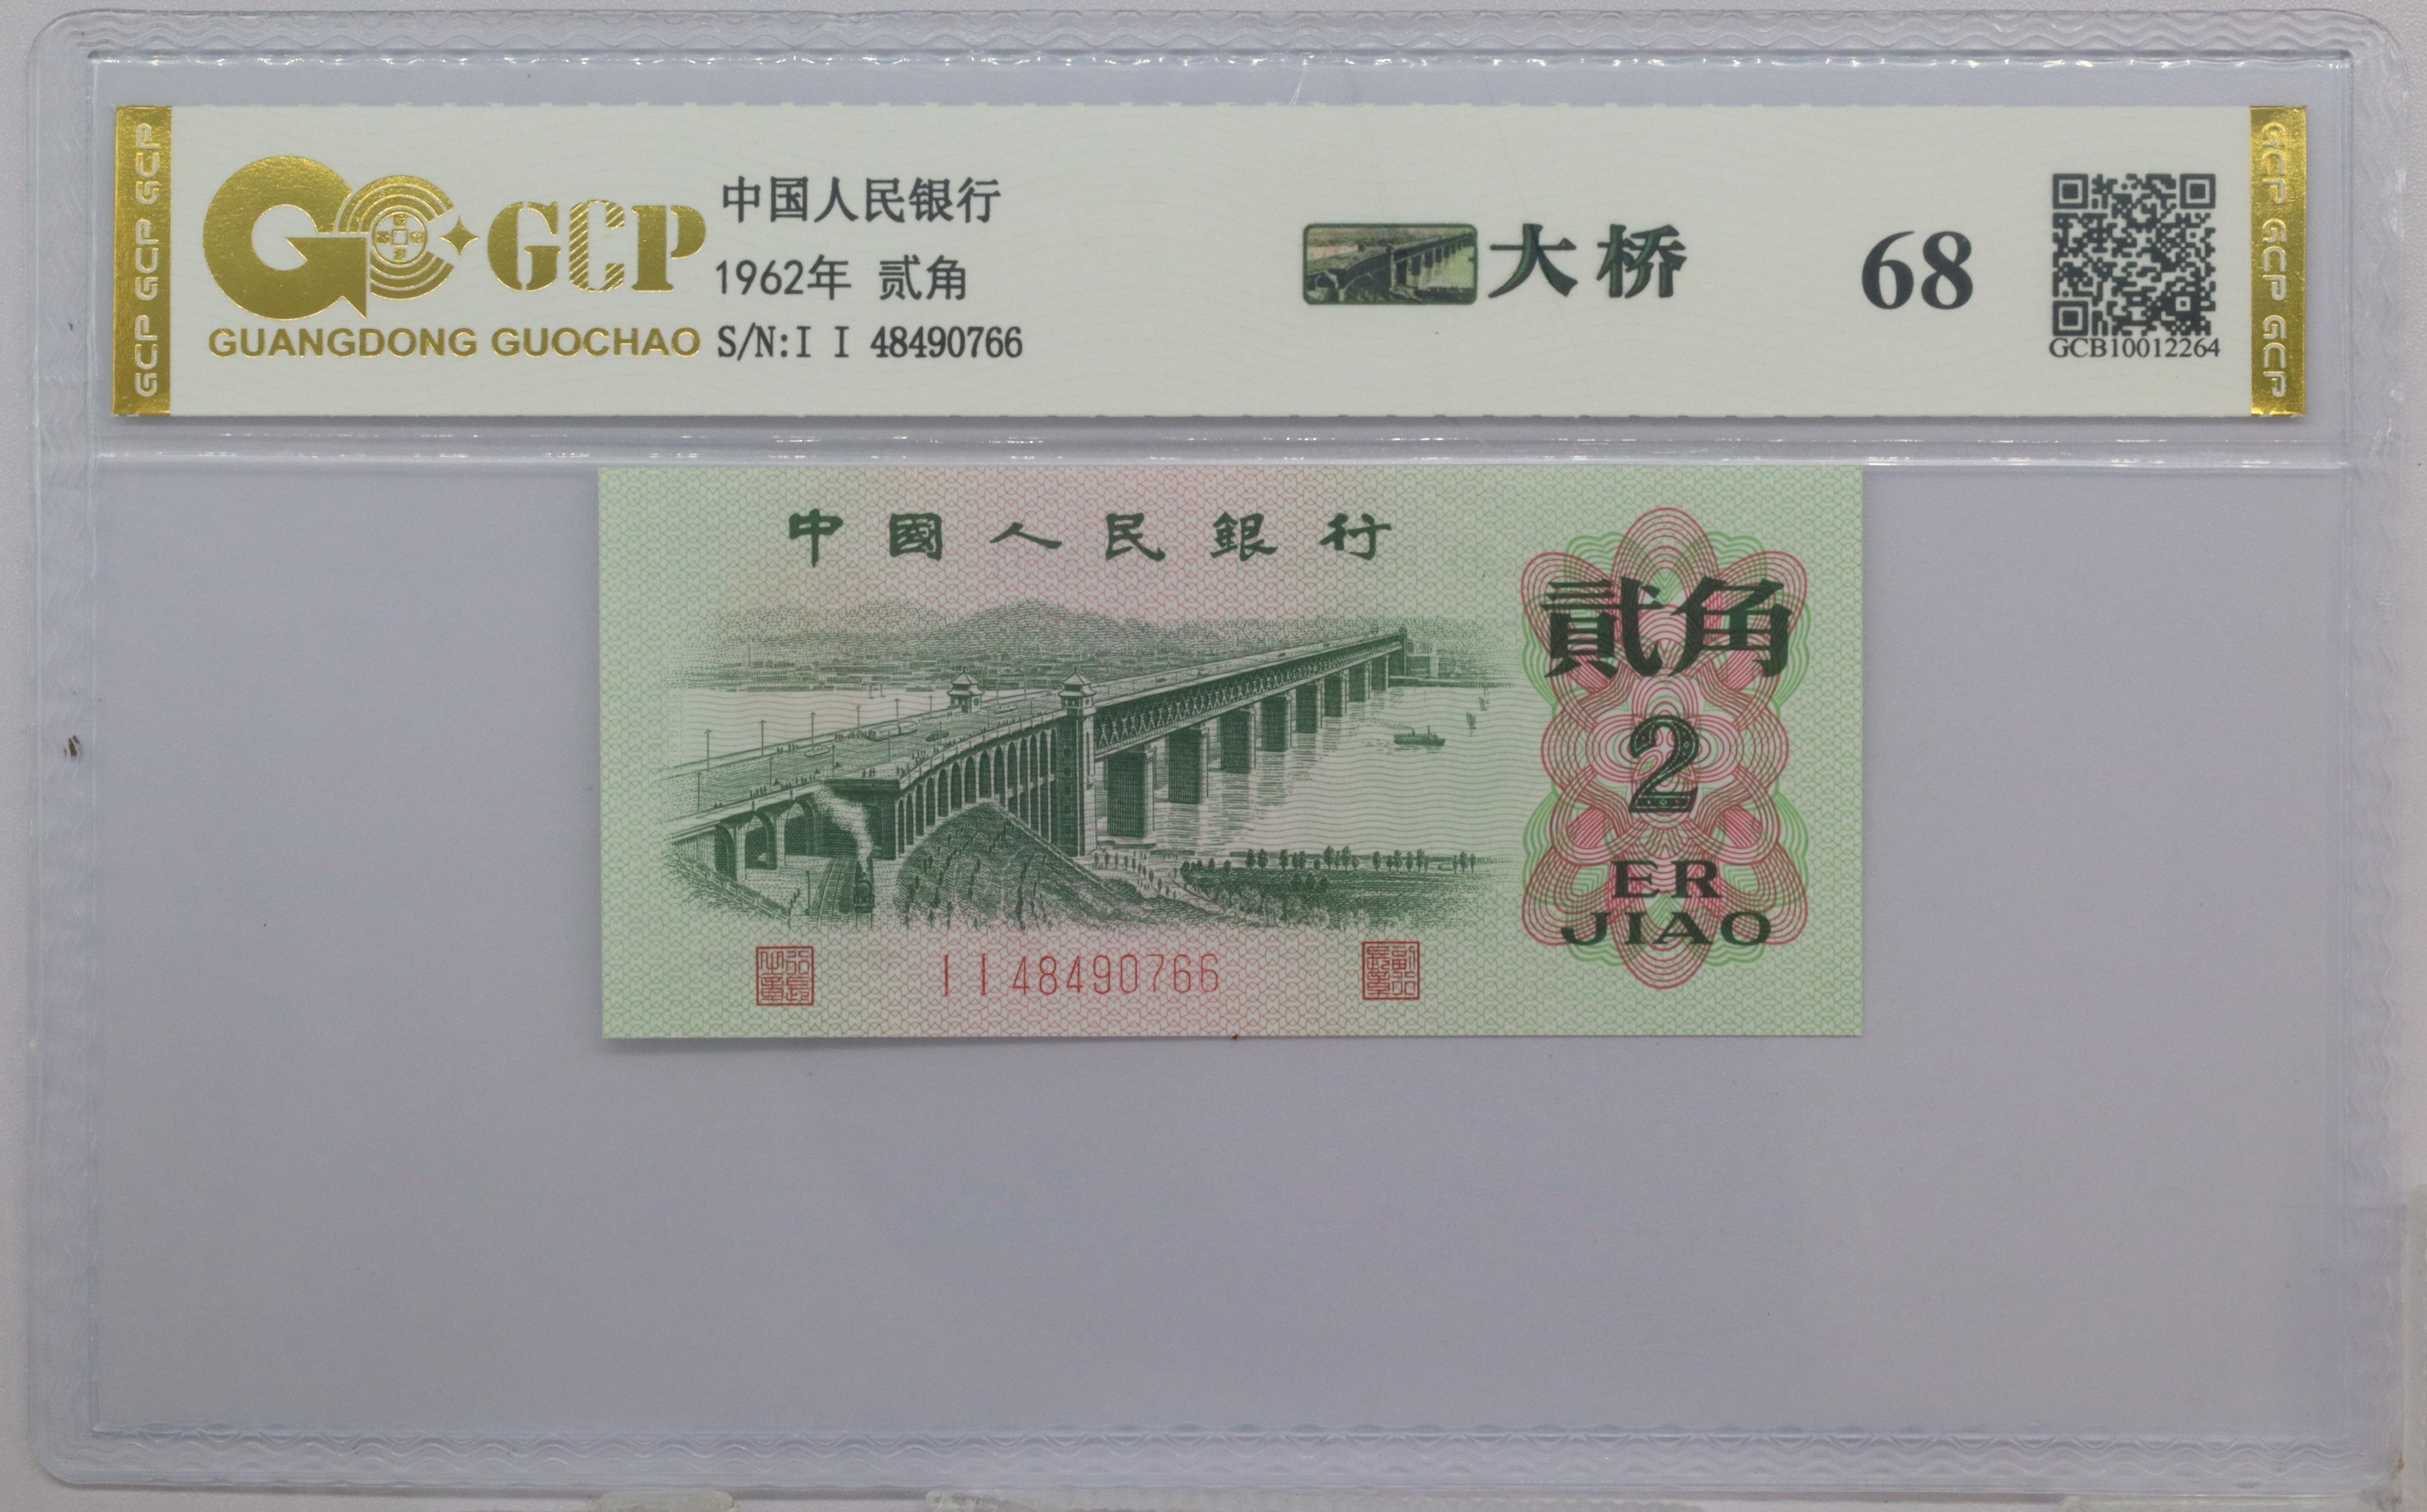 GCP GCP GCP
GCP
GUANGDONG GUOCHAO
中国人民银行
1962年 贰角
S/N:I I 48490766
大桥
68
GCB10012264
GCP GCP GCP
中國人民銀行
貳角
2
ER
JIAO
I I 48490766